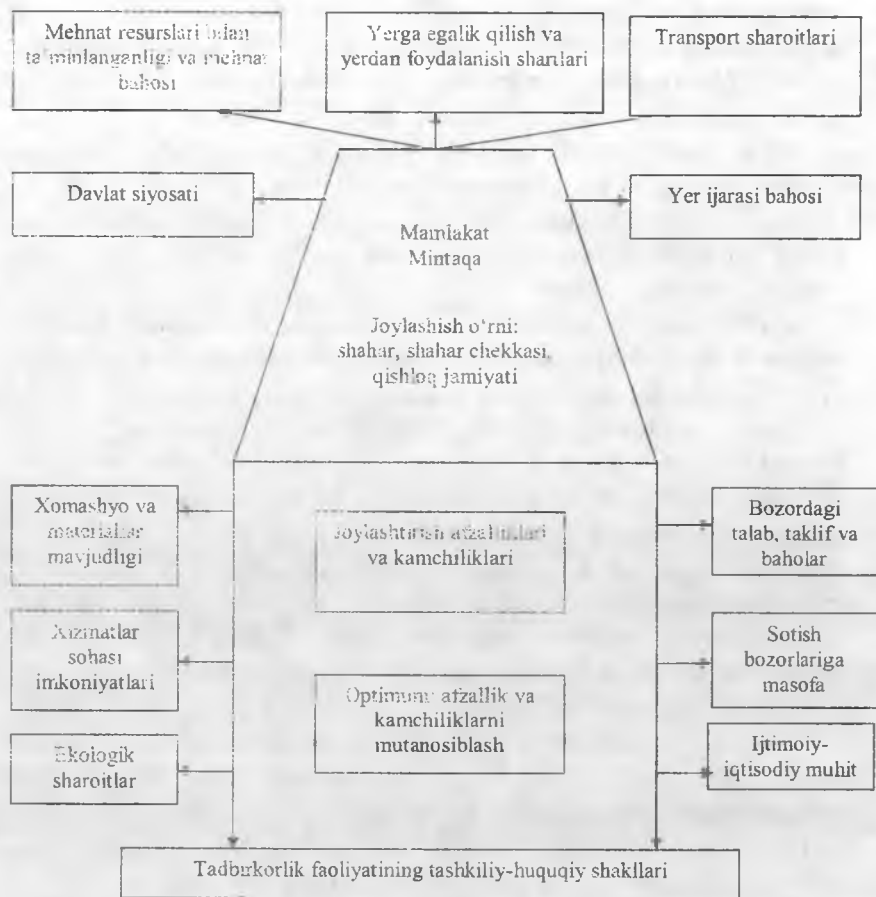 Mehnat resurslari bilan
ta'minlanganligi va mehnat
bahosi
Yerga egalik qilish va
yerdan foydalanish shartlari
Transport sharoitlari
Davlat siyosati
Yer ijarasi bahosi
Mamlakat
Mintaqa
Joylashish o‘rni:
shahar, shahar chekkasi,
qishloq jamiyati
Xomashyo va
materiallar
mavjudligi
Joylashtirish afzalliklari
va kamchiliklari
Bozordagi
talab, taklif va
baholar
Xizmatlar
sohasi
imkoniyatlari
Optimum: afzallik va
kamchiliklarni
mutanosiblash
Sotish
bozorlariga
masofa
Ekologik
sharoitlar
Ijtimoiy-
iqtisodiy muhit
Tadbirkorlik faoliyatining tashkiliy-huquqiy shakllari